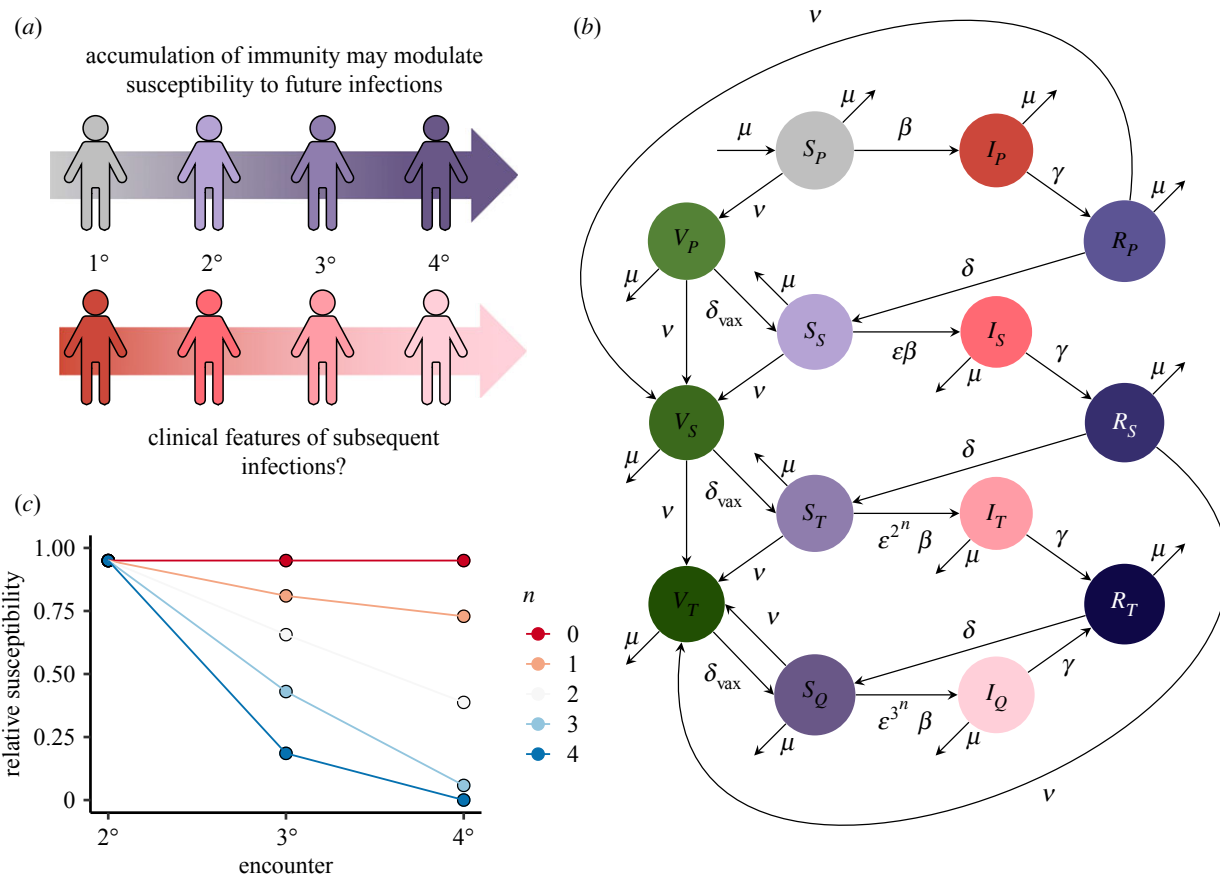 (a)
accumulation of immunity may modulate
susceptibility to future infections
1° 2° 3° 4°
clinical features of subsequent
infections?
(b)
ν
μ
μ
μ
S_P
β
I_P
γ
ν
μ
V_P
R_P
μ
ν
δ_vax
μ
δ
S_S
εβ
I_S
μ
γ
μ
ν
V_S
R_S
μ
ν
δ_vax
μ
δ
S_T
ε^{2^n} β
I_T
μ
γ
μ
ν
V_T
R_T
μ
ν
δ_vax
δ
S_Q
ε^{3^n} β
I_Q
γ
μ
μ
ν
(c)
relative susceptibility
1.00
0.75
0.50
0.25
0
2° 3° 4°
encounter
n
0
1
2
3
4